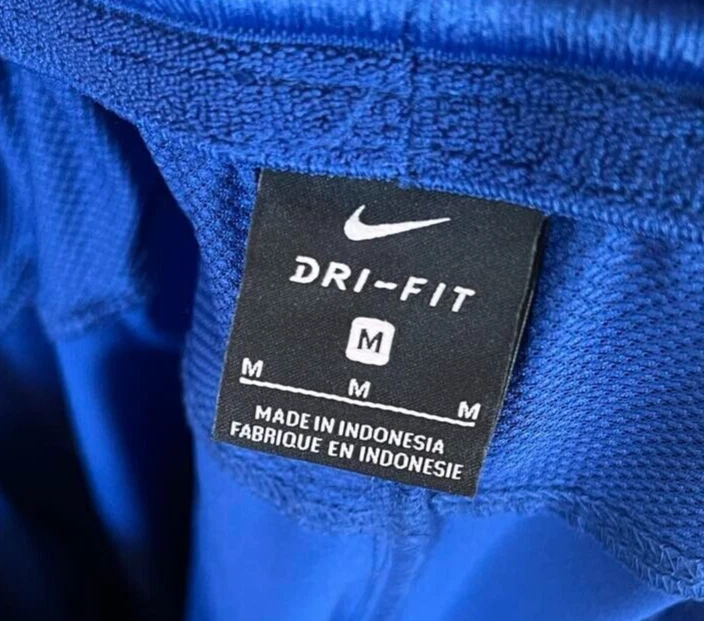 DRI-FIT
M
M M M
MADE IN INDONESIA
FABRIQUE EN INDONESIE